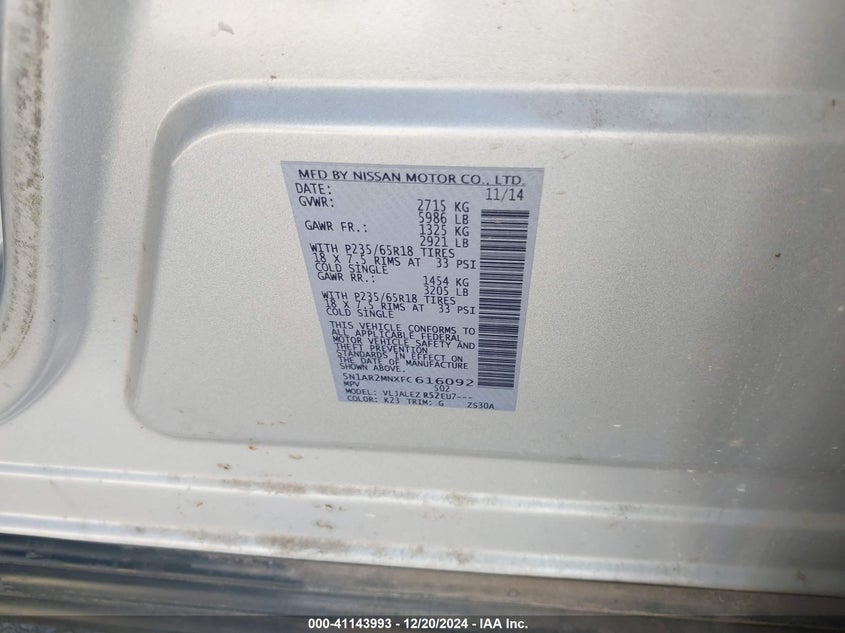 MFD BY NISSAN MOTOR CO., LTD.
DATE: 11/14
GVWR: 2715 KG
5986 LB
GAWR FR.: 1325 KG
2921 LB
WITH P235/65R18 TIRES
18 X 7.5 RIMS AT 33 PSI
COLD SINGLE
GAWR RR.: 1454 KG
3205 LB
WITH P235/65R18 TIRES
18 X 7.5 RIMS AT 33 PSI
COLD SINGLE
THIS VEHICLE CONFORMS TO
ALL APPLICABLE FEDERAL
MOTOR VEHICLE SAFETY AND
THEFT PREVENTION
STANDARDS IN EFFECT ON
THE DATE OF MANUFACTURE
SHOWN ABOVE.
5N1AR2MNXFC616092
MPV 502
MODEL: VLJALEZ R52EU7---
COLOR: K23 TRIM: G ZS30A
000-41143993 — 12/20/2024 — IAA Inc.